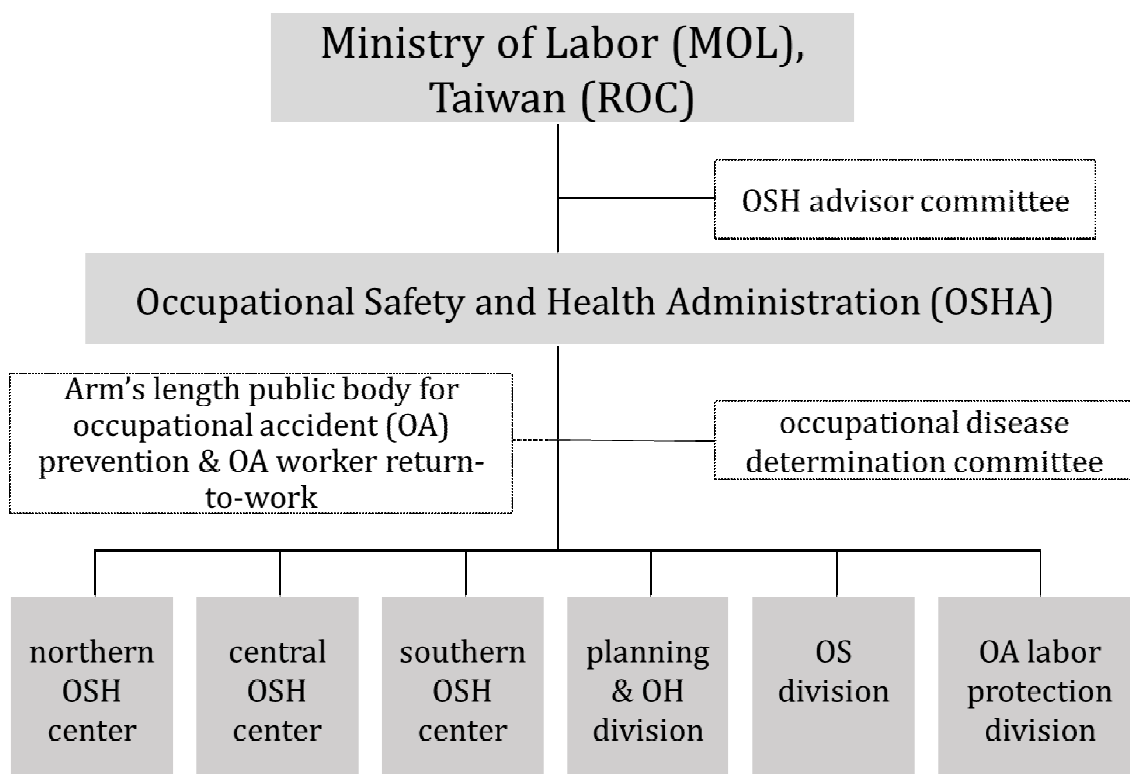 Ministry of Labor (MOL),
Taiwan (ROC)
OSH advisor committee
Occupational Safety and Health Administration (OSHA)
Arm's length public body for
occupational accident (OA)
prevention & OA worker return-
to-work
occupational disease
determination committee
northern
OSH
center
central
OSH
center
southern
OSH
center
planning
& OH
division
OS
division
OA labor
protection
division